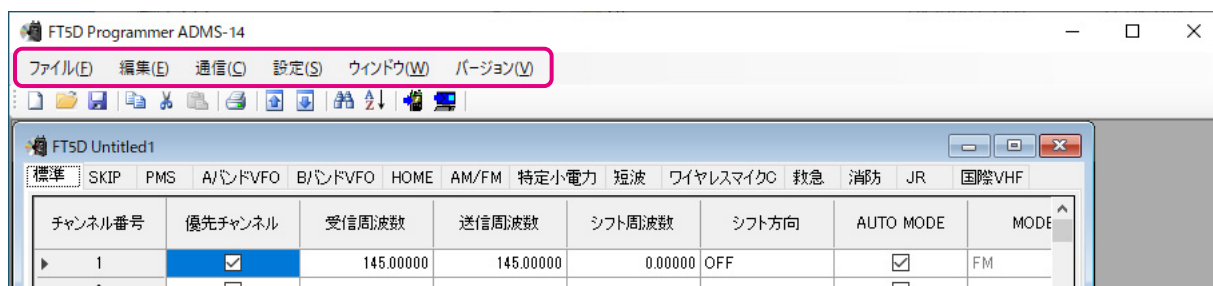 FT5D Programmer ADMS-14
ファイル(F) 編集(E) 通信(C) 設定(S) ウィンドウ(W) バージョン(V)
FT5D Untitled1
標準 SKIP PMS AバンドVFO BバンドVFO HOME AM/FM 特定小電力 短波 ワイヤレスマイクC 救急 消防 JR 国際VHF
チャンネル番号 優先チャンネル 受信周波数 送信周波数 シフト周波数 シフト方向 AUTO MODE MODE
1 145.00000 145.00000 0.00000 OFF FM